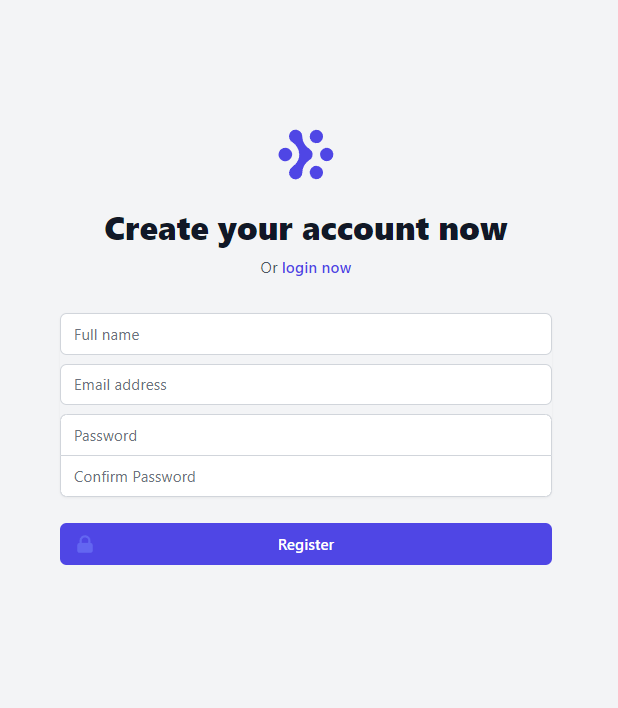 Create your account now
Or login now
Full name
Email address
Password
Confirm Password
Register